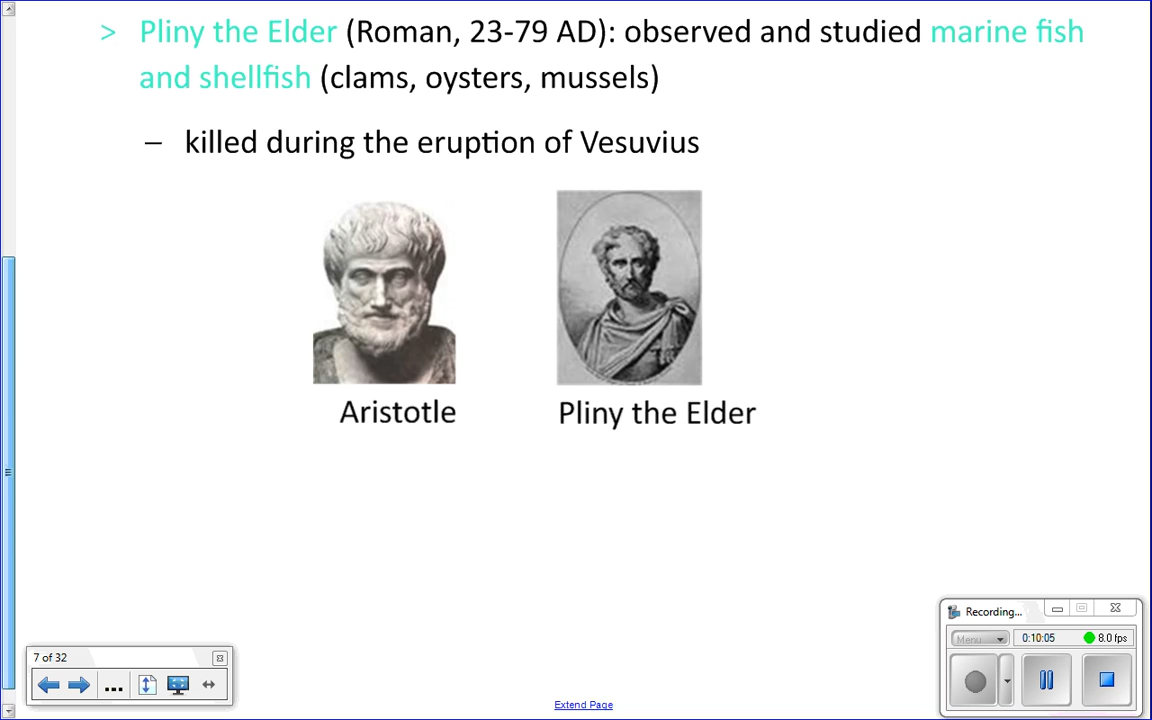 > Pliny the Elder (Roman, 23-79 AD): observed and studied marine fish
and shellfish (clams, oysters, mussels)
– killed during the eruption of Vesuvius
Aristotle
Pliny the Elder
Recording...
Menu
0:10:05
8.0 fps
7 of 32
...
Extend Page